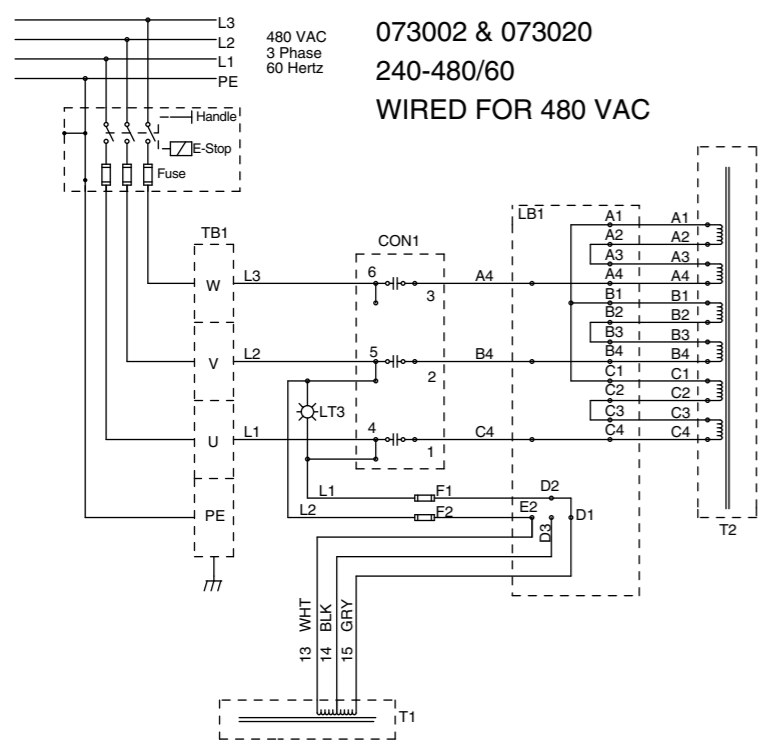 L3
L2
L1
PE
480 VAC
3 Phase
60 Hertz
073002 & 073020
240-480/60
WIRED FOR 480 VAC
Handle
E-Stop
Fuse
TB1
CON1
LB1
W
L3
6
3
A4
V
L2
5
2
B4
LT3
U
L1
4
1
C4
A1
A2
A3
A4
B1
B2
B3
B4
C1
C2
C3
C4
A1
A2
A3
A4
B1
B2
B3
B4
C1
C2
C3
C4
L1
F1
D2
PE
L2
F2
E2
D3
D1
T2
13 WHT
14 BLK
15 GRY
T1